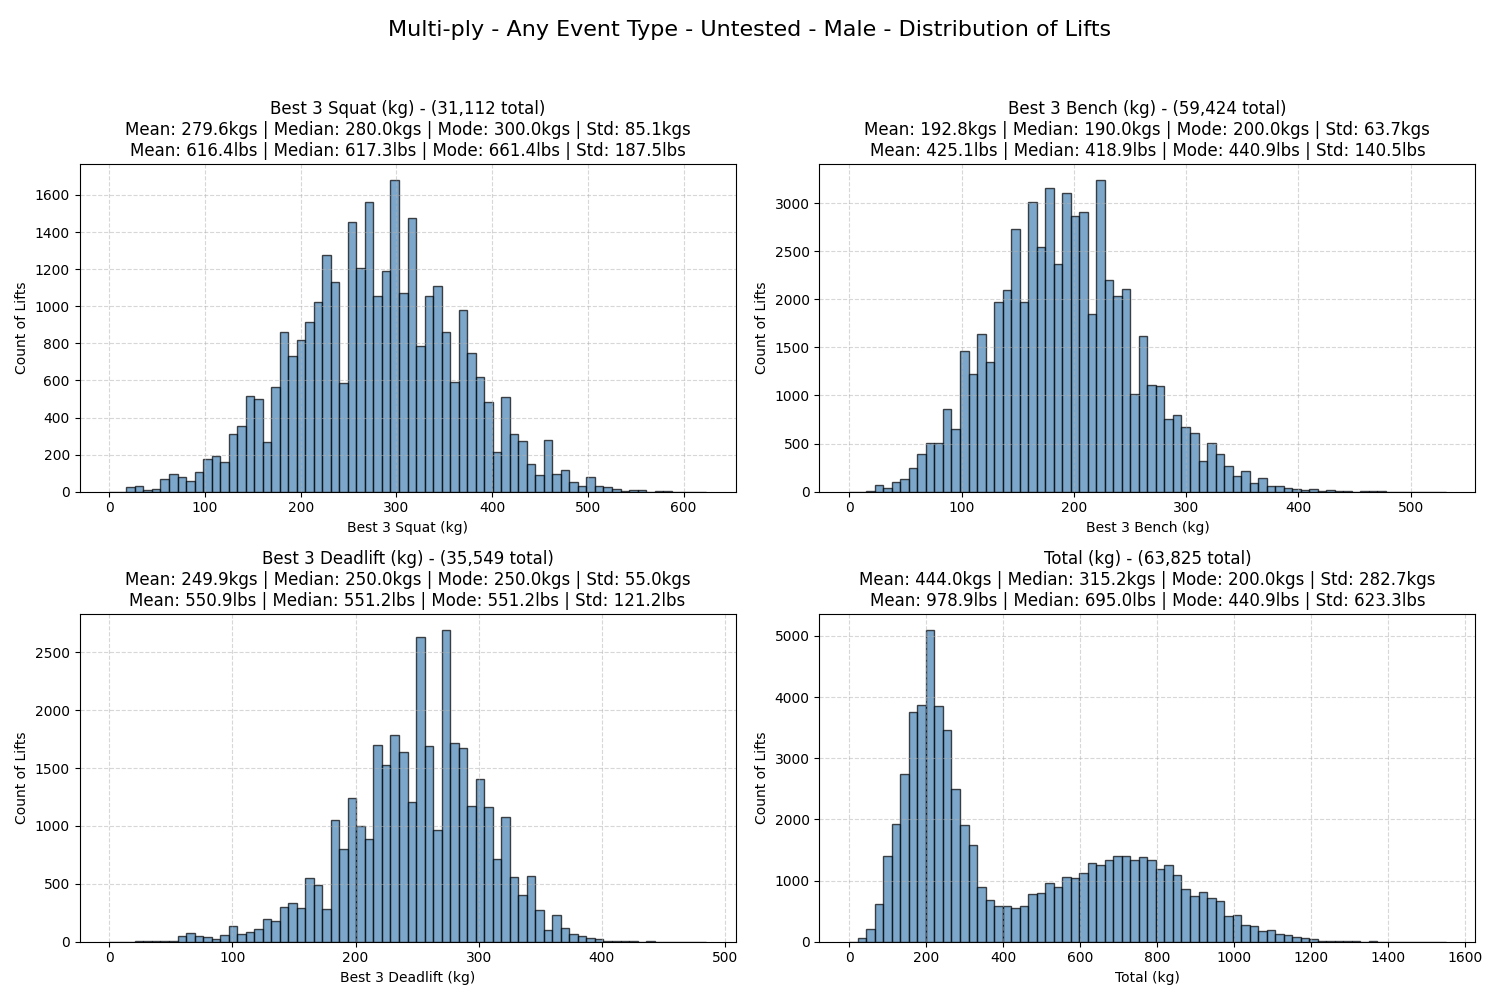 Multi-ply - Any Event Type - Untested - Male - Distribution of Lifts
Best 3 Squat (kg) - (31,112 total)
Mean: 279.6kgs | Median: 280.0kgs | Mode: 300.0kgs | Std: 85.1kgs
Mean: 616.4lbs | Median: 617.3lbs | Mode: 661.4lbs | Std: 187.5lbs
Count of Lifts
1600
1400
1200
1000
800
600
400
200
0
0 100 200 300 400 500 600
Best 3 Squat (kg)
Best 3 Bench (kg) - (59,424 total)
Mean: 192.8kgs | Median: 190.0kgs | Mode: 200.0kgs | Std: 63.7kgs
Mean: 425.1lbs | Median: 418.9lbs | Mode: 440.9lbs | Std: 140.5lbs
Count of Lifts
3000
2500
2000
1500
1000
500
0
0 100 200 300 400 500
Best 3 Bench (kg)
Best 3 Deadlift (kg) - (35,549 total)
Mean: 249.9kgs | Median: 250.0kgs | Mode: 250.0kgs | Std: 55.0kgs
Mean: 550.9lbs | Median: 551.2lbs | Mode: 551.2lbs | Std: 121.2lbs
Count of Lifts
2500
2000
1500
1000
500
0
0 100 200 300 400 500
Best 3 Deadlift (kg)
Total (kg) - (63,825 total)
Mean: 444.0kgs | Median: 315.2kgs | Mode: 200.0kgs | Std: 282.7kgs
Mean: 978.9lbs | Median: 695.0lbs | Mode: 440.9lbs | Std: 623.3lbs
Count of Lifts
5000
4000
3000
2000
1000
0
0 200 400 600 800 1000 1200 1400 1600
Total (kg)